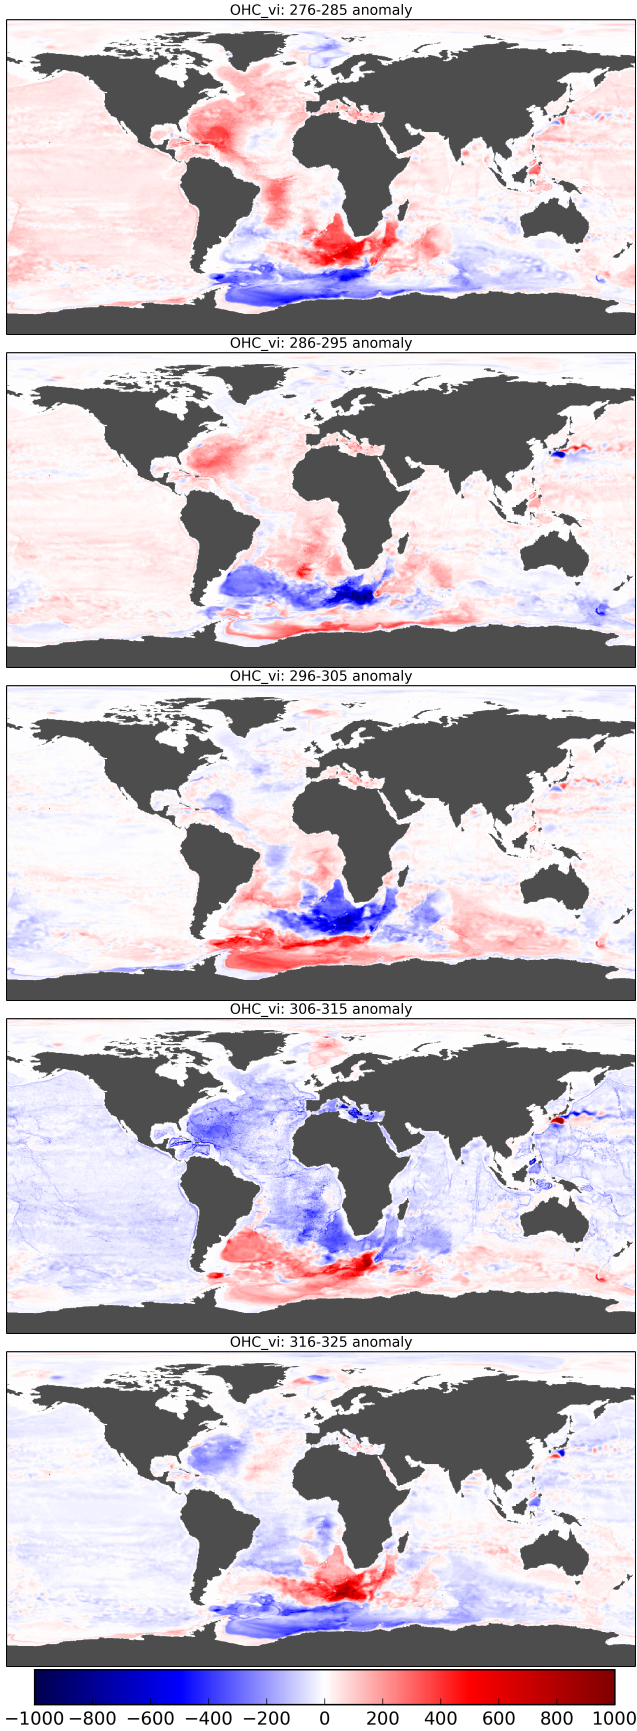 OHC_vi: 276-285 anomaly
OHC_vi: 286-295 anomaly
OHC_vi: 296-305 anomaly
OHC_vi: 306-315 anomaly
OHC_vi: 316-325 anomaly
−1000 −800 −600 −400 −200 0 200 400 600 800 1000